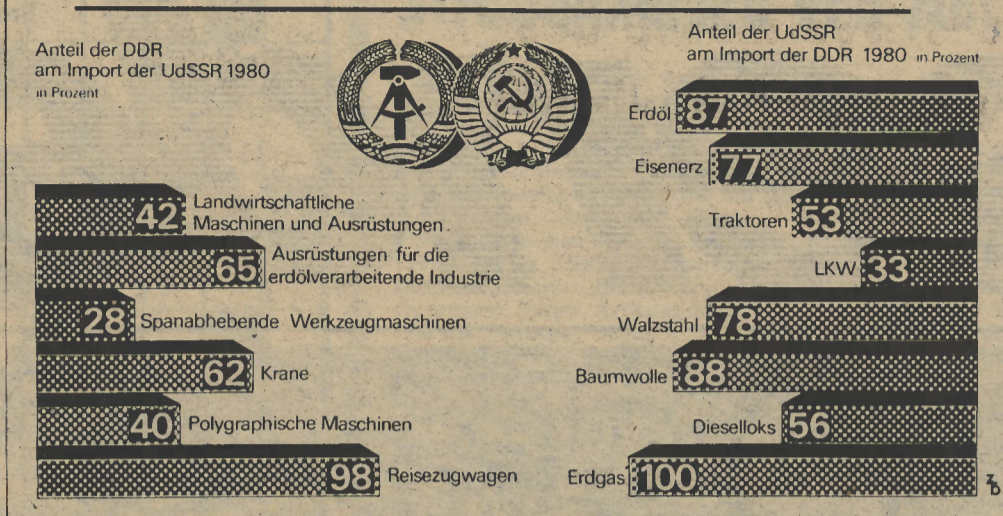 Anteil der DDR
am Import der UdSSR 1980
in Prozent
42 Landwirtschaftliche
Maschinen und Ausrüstungen.
65 Ausrüstungen für die
erdölverarbeitende Industrie
28 Spanabhebende Werkzeugmaschinen
62 Krane
40 Polygraphische Maschinen
98 Reisezugwagen
Anteil der UdSSR
am Import der DDR 1980 in Prozent
Erdöl 87
Eisenerz 77
Traktoren 53
LKW 33
Walzstahl 78
Baumwolle 88
Dieselloks 56
Erdgas 100